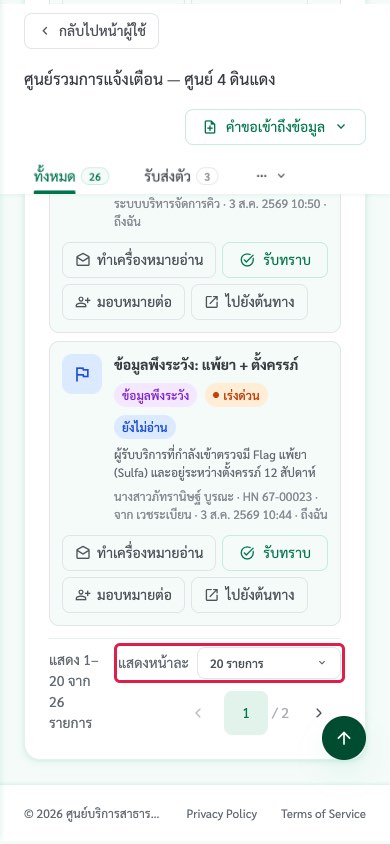 กลับไปหน้าผู้ใช้
ศูนย์รวมการแจ้งเตือน — ศูนย์ 4 ดินแดง
คำขอเข้าถึงข้อมูล
ทั้งหมด 26 รับส่งตัว 3 ...
ระบบบริหารจัดการคิว · 3 ส.ค. 2569 10:50 ·
ถึงฉัน
ทำเครื่องหมายอ่าน รับทราบ
มอบหมายต่อ ไปยังต้นทาง
ข้อมูลพึงระวัง: แพ้ยา + ตั้งครรภ์
ข้อมูลพึงระวัง เร่งด่วน
ยังไม่อ่าน
ผู้รับบริการที่กำลังเข้าตรวจมี Flag แพ้ยา
(Sulfa) และอยู่ระหว่างตั้งครรภ์ 12 สัปดาห์
นางสาวภัทรานิษฐ์ บูรณะ · HN 67-00023 ·
จาก เวชระเบียน · 3 ส.ค. 2569 10:44 · ถึงฉัน
ทำเครื่องหมายอ่าน รับทราบ
มอบหมายต่อ ไปยังต้นทาง
แสดง 1–
20 จาก
26
รายการ
แสดงหน้าละ 20 รายการ
1 / 2
© 2026 ศูนย์บริการสาธาร... Privacy Policy Terms of Service